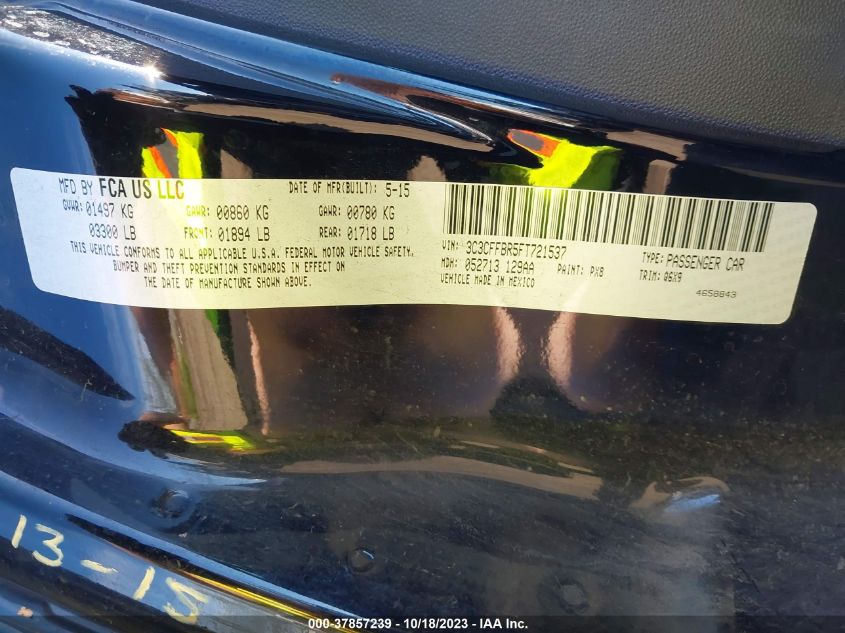 MFD BY FCA US LLC DATE OF MFR(BUILT): 5-15
GVWR: 01497 KG GAWR: 00860 KG GAWR: 00780 KG
03300 LB FRONT: 01894 LB REAR: 01718 LB
THIS VEHICLE CONFORMS TO ALL APPLICABLE U.S.A. FEDERAL MOTOR VEHICLE SAFETY,
BUMPER AND THEFT PREVENTION STANDARDS IN EFFECT ON
THE DATE OF MANUFACTURE SHOWN ABOVE.
VIN: 3C3CFFBR5FT721537 TYPE: PASSENGER CAR
MDH: 052713 129AA PAINT: PX8 TRIM: Q6X9
VEHICLE MADE IN MEXICO 4658843
13-15
000-37857239 - 10/18/2023 - IAA Inc.